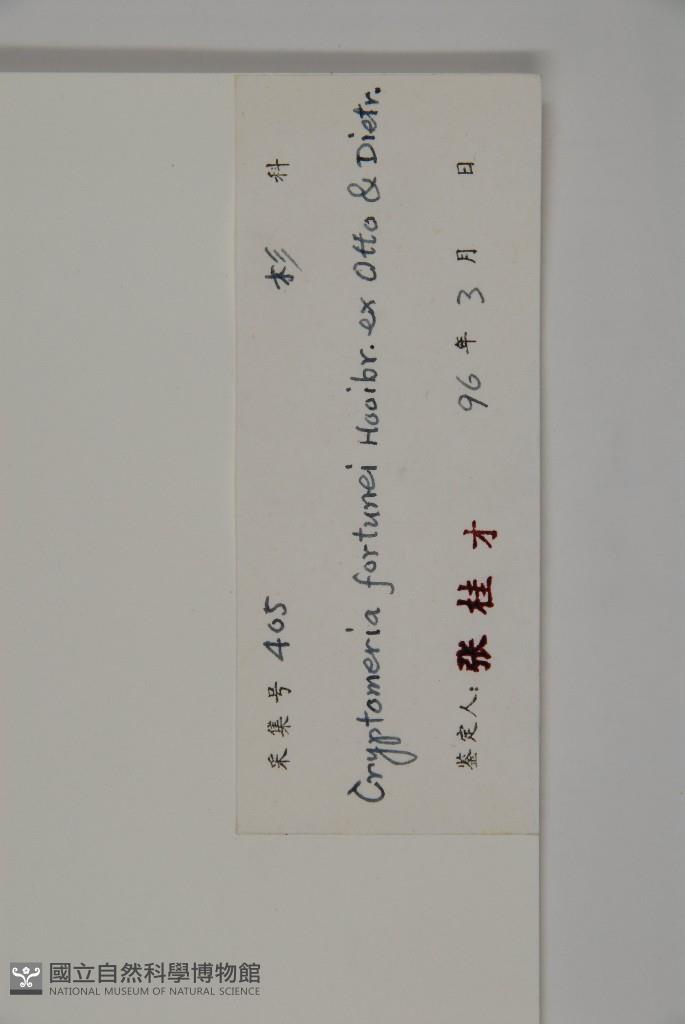 采集号 405 杉 科
Cryptomeria fortunei Hooibr. ex Otto & Dietr.
鉴定人: 张桂才 96 年 3 月 日
國立自然科學博物館
NATIONAL MUSEUM OF NATURAL SCIENCE